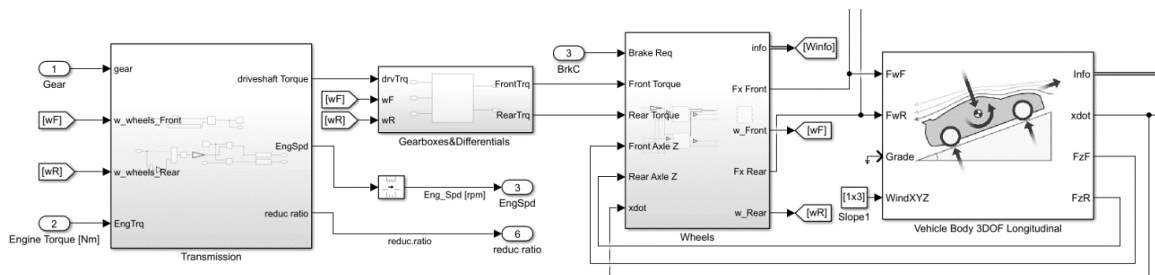 1
Gear
[wF]
[wR]
2
Engine Torque [Nm]
gear
w_wheels_Front
w_wheels_Rear
EngTrq
driveshaft Torque
EngSpd
reduc ratio
Transmission
[wF]
[wR]
drvTrq
wF
wR
FrontTrq
RearTrq
Gearboxes&Differentials
Eng_Spd [rpm]
3
EngSpd
reduc.ratio
6
reduc ratio
3
BrkC
Brake Req
Front Torque
Rear Torque
Front Axle Z
Rear Axle Z
xdot
info
Fx Front
w_Front
Fx Rear
w_Rear
Wheels
[Winfo]
[wF]
[wR]
[1x3]
Slope1
FwF
FwR
Grade
WindXYZ
Info
xdot
FzF
FzR
Vehicle Body 3DOF Longitudinal